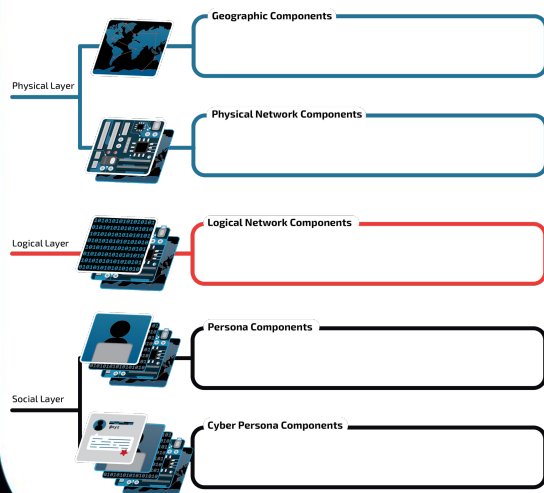 Geographic Components
Physical Layer
Physical Network Components
Logical Network Components
1010101010101010101
Logical Layer
Persona Components
Social Layer
Cyber Persona Components